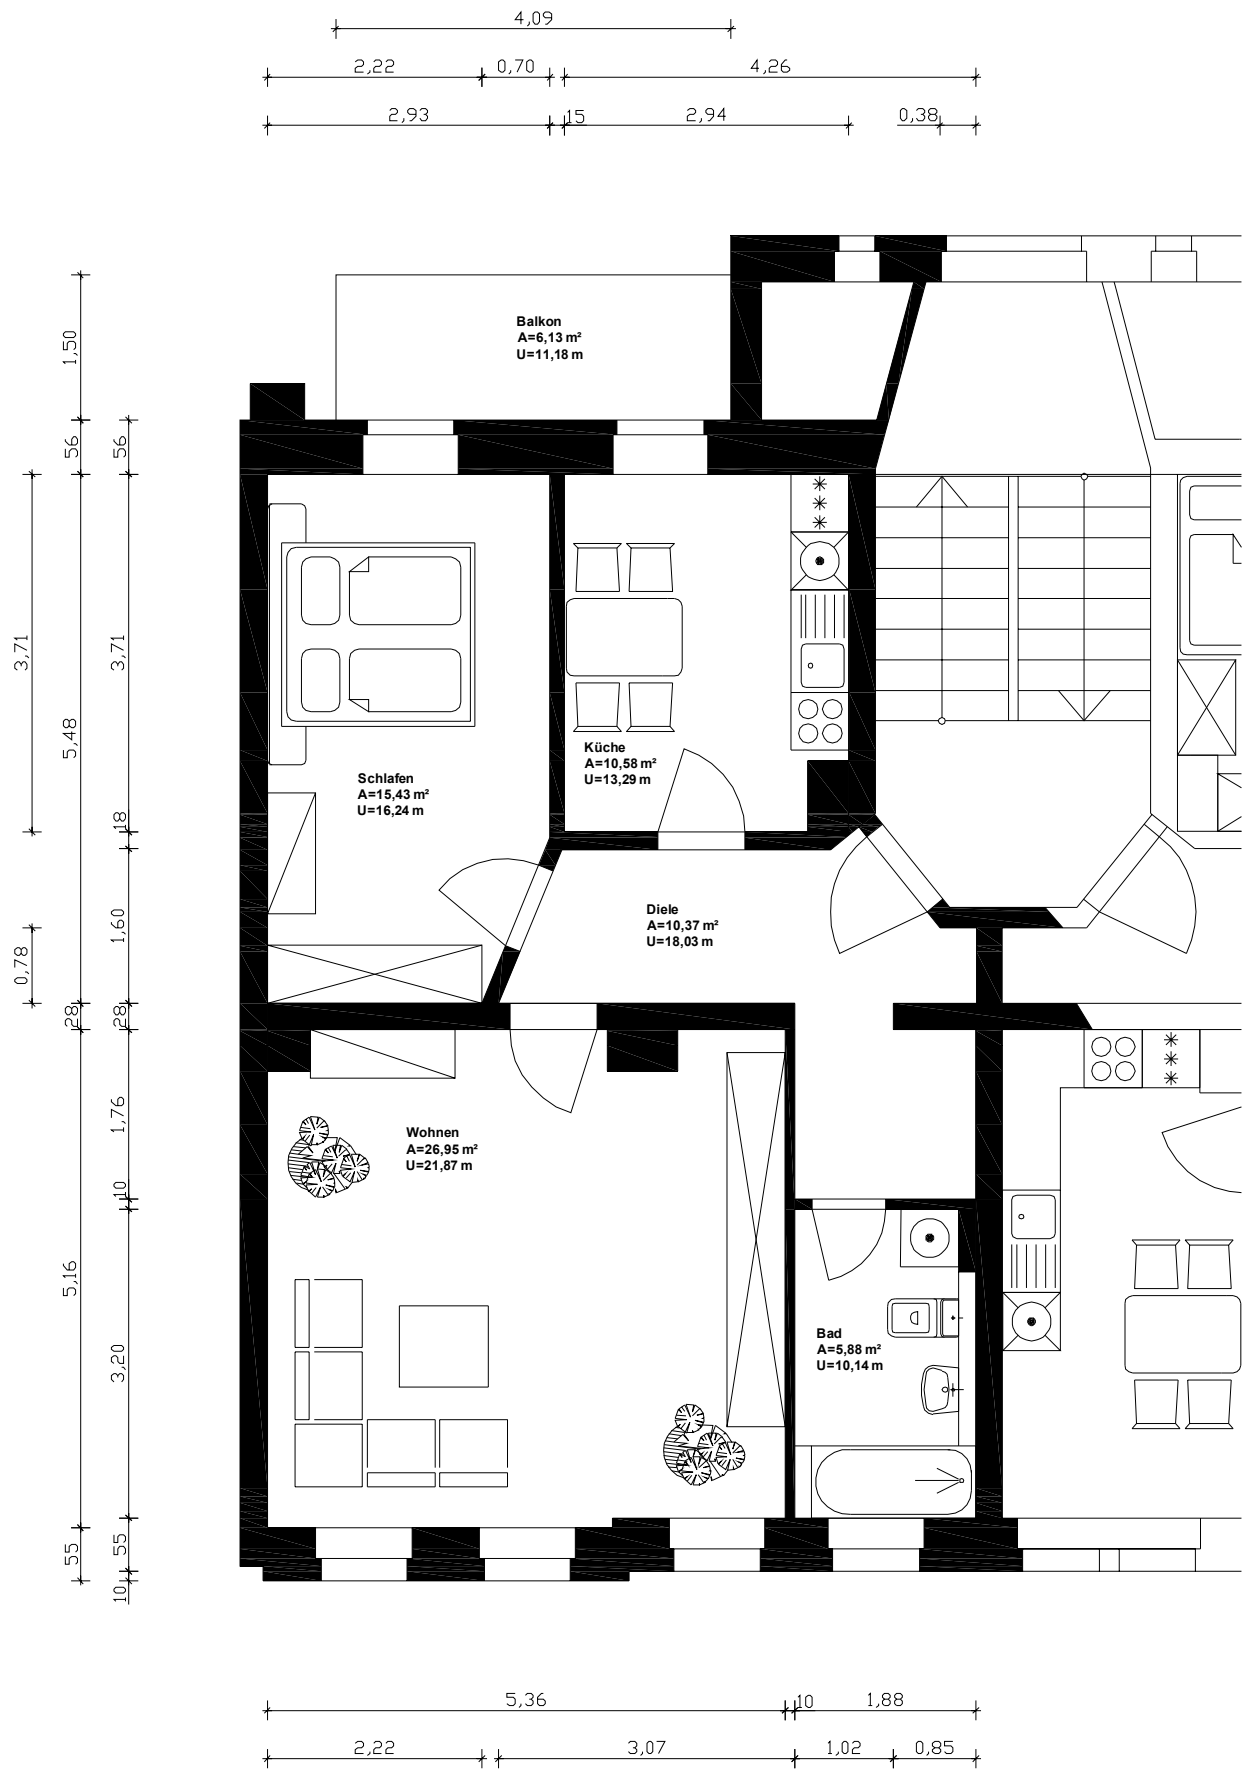 4,09
2,22
0,70
4,26
2,93
15
2,94
0,38
Balkon
A=6,13 m²
U=11,18 m
1,50
56
56
3,71
3,71
5,48
Küche
A=10,58 m²
U=13,29 m
Schlafen
A=15,43 m²
U=16,24 m
18
Diele
A=10,37 m²
U=18,03 m
1,60
0,78
28
28
Wohnen
A=26,95 m²
U=21,87 m
1,76
10
5,16
3,20
Bad
A=5,88 m²
U=10,14 m
55
55
10
5,36
10
1,88
2,22
3,07
1,02
0,85